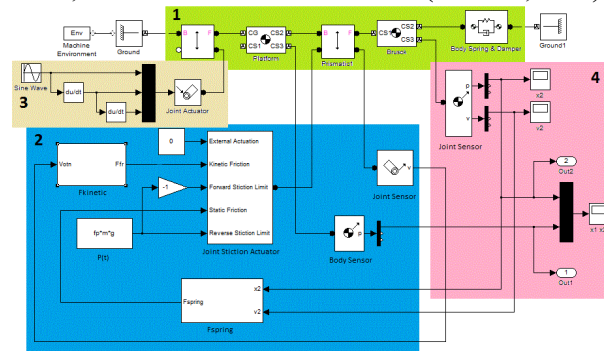 1
Env
Machine
Environment
Ground
B
F
CG
CS2
CS1
CS3
Platform
B
F
Prismatic1
CS1
CS2
CS3
Brusok
Body Spring & Damper
Ground1
Sine Wave
du/dt
du/dt
3
Joint Actuator
4
p
v
Joint Sensor
x2
v2
2
0
External Actuation
Votn
Ffr
Fkinetic
Kinetic Friction
-1
Forward Stiction Limit
Static Friction
fp*m*g
P(t)
Reverse Stiction Limit
Joint Stiction Actuator
v
Joint Sensor
p
Body Sensor
2
Out2
x1 x2
1
Out1
Fspring
x2
v2
Fspring